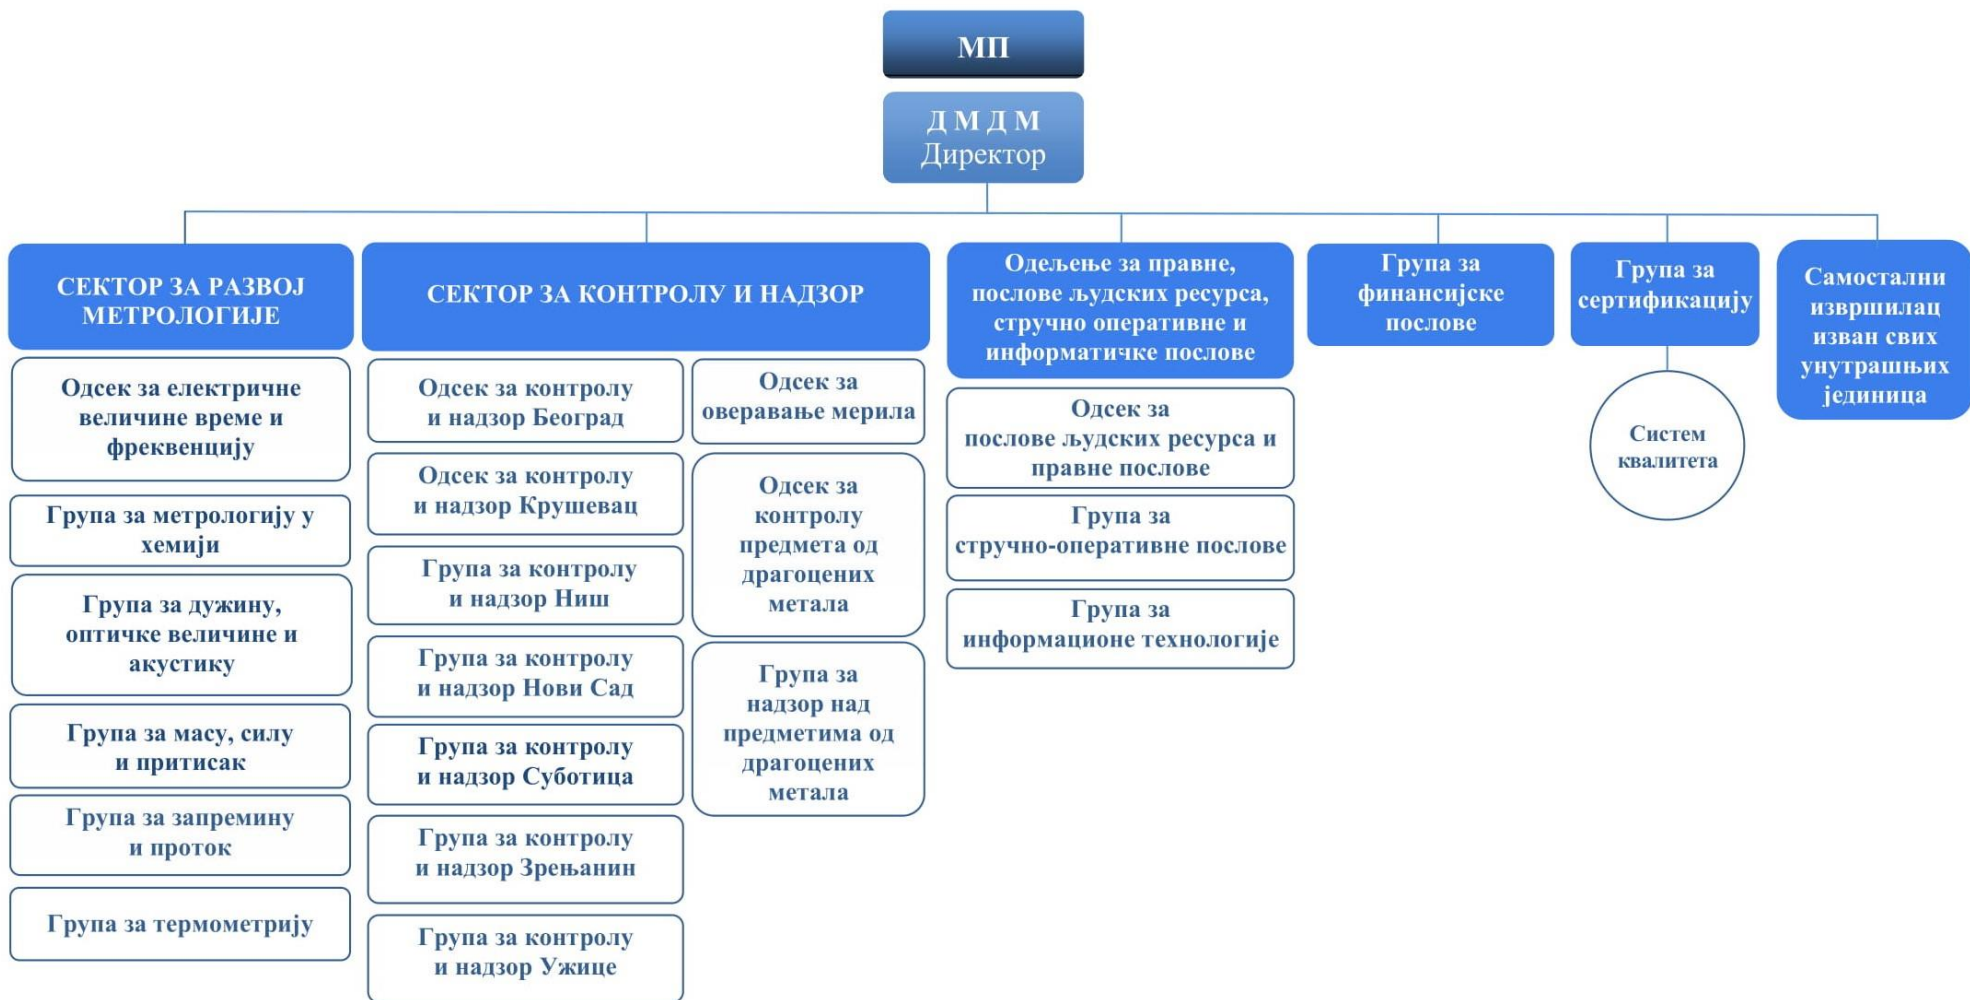 МП
Д М Д М
Директор
СЕКТОР ЗА РАЗВОЈ
МЕТРОЛОГИЈЕ
Одсек за електричне
величине време и
фреквенцију
Група за метрологију у
хемији
Група за дужину,
оптичке величине и
акустику
Група за масу, силу
и притисак
Група за запремину
и проток
Група за термометрију
СЕКТОР ЗА КОНТРОЛУ И НАДЗОР
Одсек за контролу
и надзор Београд
Одсек за контролу
и надзор Крушевац
Група за контролу
и надзор Ниш
Група за контролу
и надзор Нови Сад
Група за контролу
и надзор Суботица
Група за контролу
и надзор Зрењанин
Група за контролу
и надзор Ужице
Одсек за
оверавање мерила
Одсек за
контролу
предмета од
драгоцених
метала
Група за
надзор над
предметима од
драгоцених
метала
Одељење за правне,
послове људских ресурса,
стручно оперативне и
информатичке послове
Одсек за
послове људских ресурса и
правне послове
Група за
стручно-оперативне послове
Група за
информационе технологије
Група за
финансијске
послове
Група за
сертификацију
Систем
квалитета
Самостални
извршилац
изван свих
унутрашњих
јединица